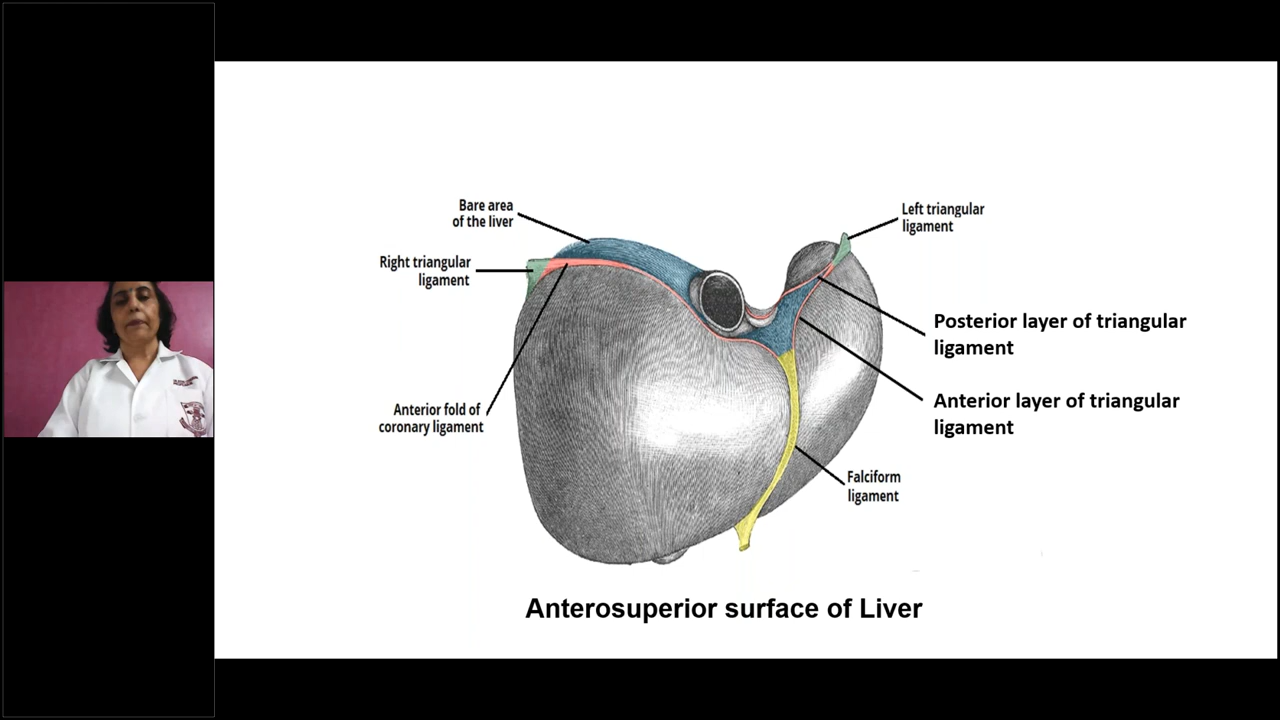 Bare area
of the liver
Right triangular
ligament
Anterior fold of
coronary ligament
Left triangular
ligament
Posterior layer of triangular
ligament
Anterior layer of triangular
ligament
Falciform
ligament
Anterosuperior surface of Liver